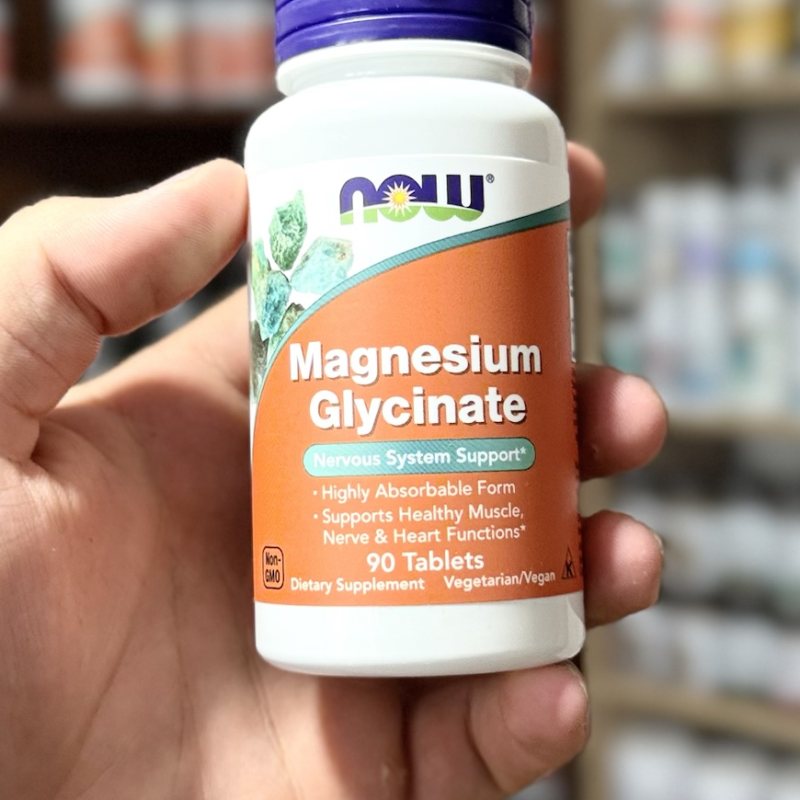 NOW®
Magnesium
Glycinate
Nervous System Support*
· Highly Absorbable Form
· Supports Healthy Muscle,
Nerve & Heart Functions*
90 Tablets
Non-
GMO
Dietary Supplement Vegetarian/Vegan
K